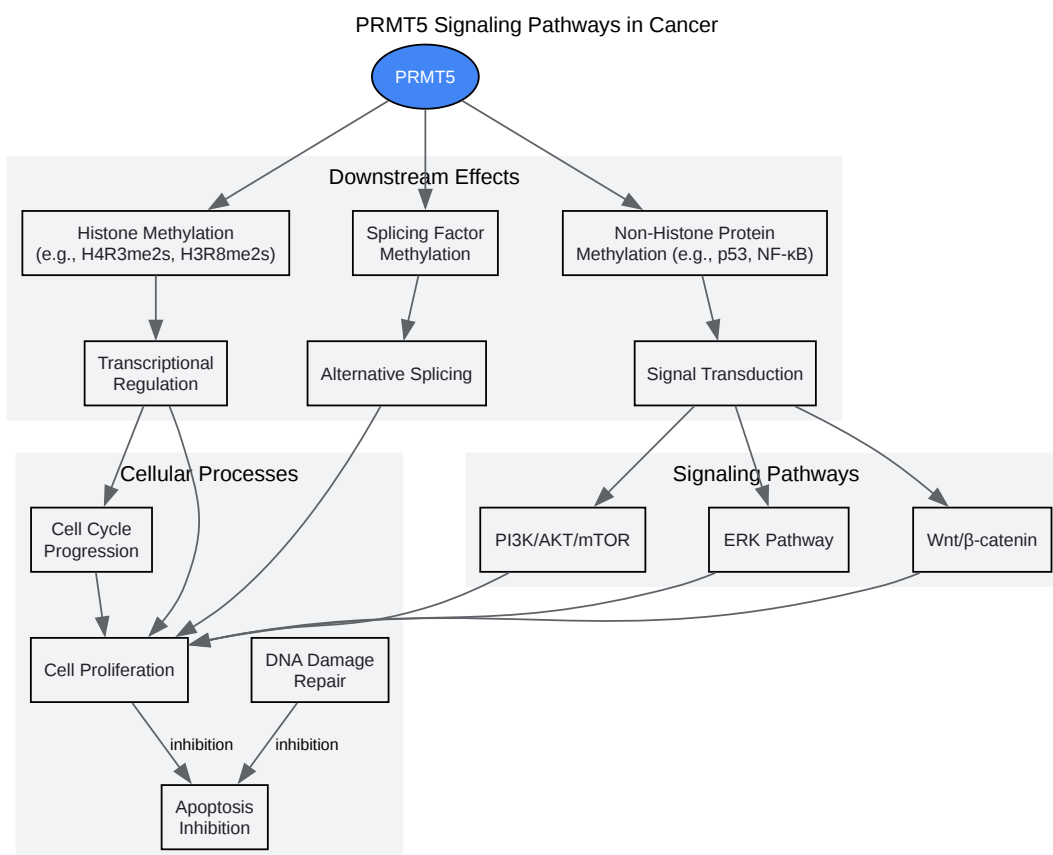 PRMT5 Signaling Pathways in Cancer
PRMT5
Downstream Effects
Histone Methylation
(e.g., H4R3me2s, H3R8me2s)
Splicing Factor
Methylation
Non-Histone Protein
Methylation (e.g., p53, NF-κB)
Transcriptional
Regulation
Alternative Splicing
Signal Transduction
Cellular Processes
Signaling Pathways
Cell Cycle
Progression
PI3K/AKT/mTOR
ERK Pathway
Wnt/β-catenin
Cell Proliferation
DNA Damage
Repair
inhibition
inhibition
Apoptosis
Inhibition